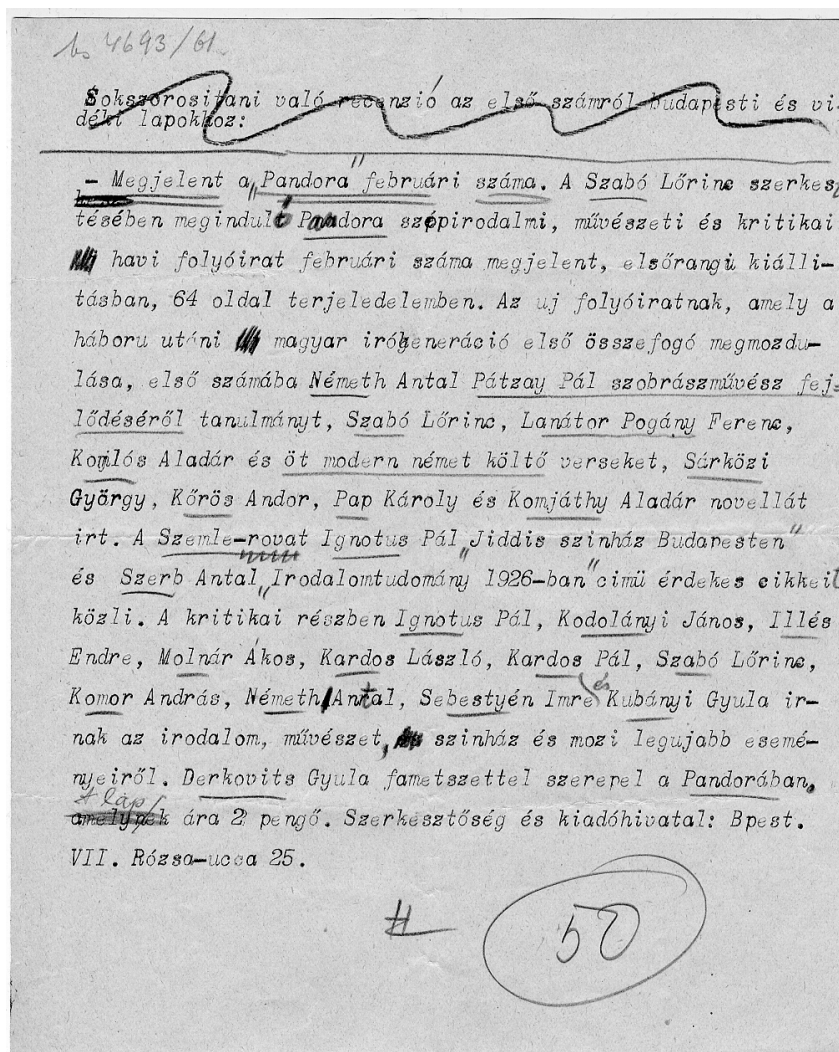 4693/61
Sokszorositani való recenzió az első számról budapesti és vi-
déki lapokhoz:
— Megjelent a „Pandora” februári száma. A Szabó Lőrinc szerkesz
tésében meginduló Pandora szépirodalmi, művészeti és kritikai
havi folyóirat februári száma megjelent, elsőrangu kiálli-
tásban, 64 oldal terjeledelemben. Az uj folyóiratnak, amely a
háboru utáni magyar irógeneráció első összefogó megmozdu-
lása, első számába Németh Antal Pátzay Pál szobrászművész fej-
lődéséről tanulmányt, Szabó Lőrinc, Lanátor Pogány Ferenc,
Komlós Aladár és öt modern német költő verseket, Sárközi
György, Kőrös Andor, Pap Károly és Komjáthy Aladár novellát
irt. A Szemle-rovat Ignotus Pál „Jiddis szinház Budapesten”
és Szerb Antal „Irodalomtudomány 1926-ban” cimü érdekes cikkeit
közli. A kritikai részben Ignotus Pál, Kodolányi János, Illés
Endre, Molnár Ákos, Kardos László, Kardos Pál, Szabó Lőrinc,
Komor András, Németh Antal, Sebestyén Imre és Kubányi Gyula ir-
nak az irodalom, művészet, szinház és mozi legujabb esemé-
nyeiről. Derkovits Gyula fametszettel szerepel a Pandorában.
A lap
amelynek ára 2 pengő. Szerkesztőség és kiadóhivatal: Bpest.
VII. Rózsa-ucca 25.
50